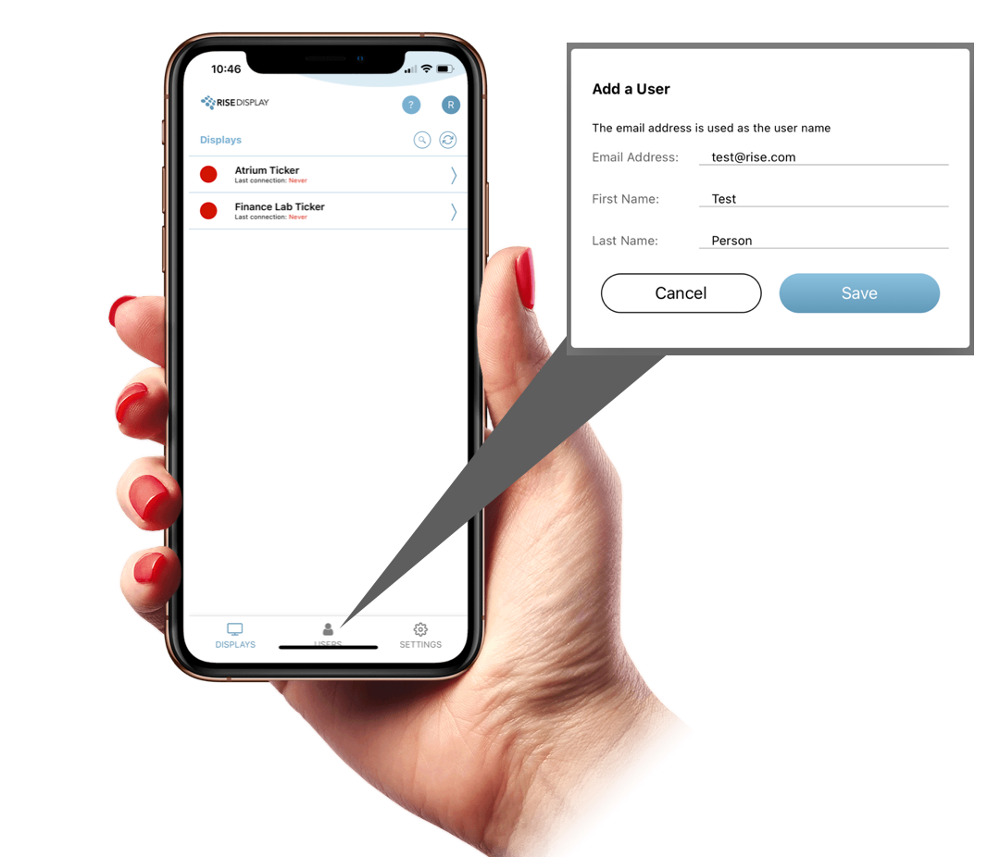 10:46
RISEDISPLAY
? R
Displays
Atrium Ticker
Last connection: Never
Finance Lab Ticker
Last connection: Never
DISPLAYS USERS SETTINGS
Add a User
The email address is used as the user name
Email Address: test@rise.com
First Name: Test
Last Name: Person
Cancel Save